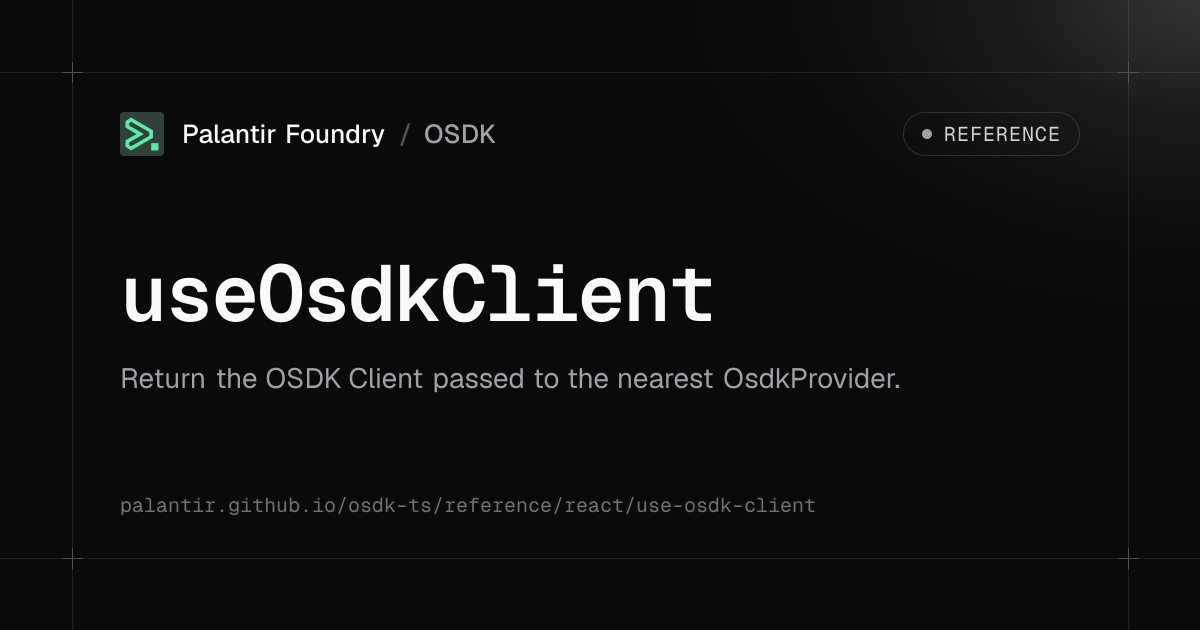 Palantir Foundry / OSDK
REFERENCE
useOsdkClient
Return the OSDK Client passed to the nearest OsdkProvider.
palantir.github.io/osdk-ts/reference/react/use-osdk-client